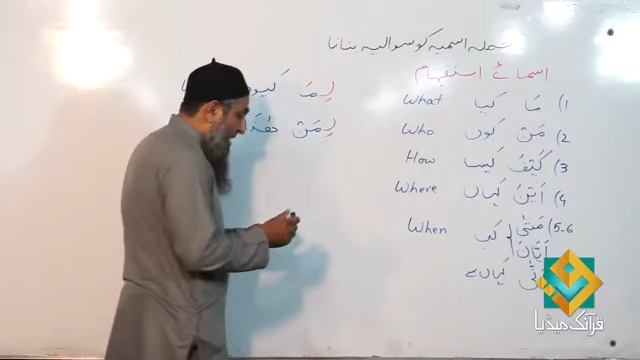 جملہ اسمیہ کو سوالیہ بنانا
اسمائے استفہام
1) مَا کیا What
2) مَنْ کون Who
3) کَیْفَ کیسا How
4) اَیْنَ کہاں Where
5-6) مَتٰی کب When
اَیَّانَ
کہاں سے
لِمَ کیوں
لِمَنْ
قرآنک میڈیا